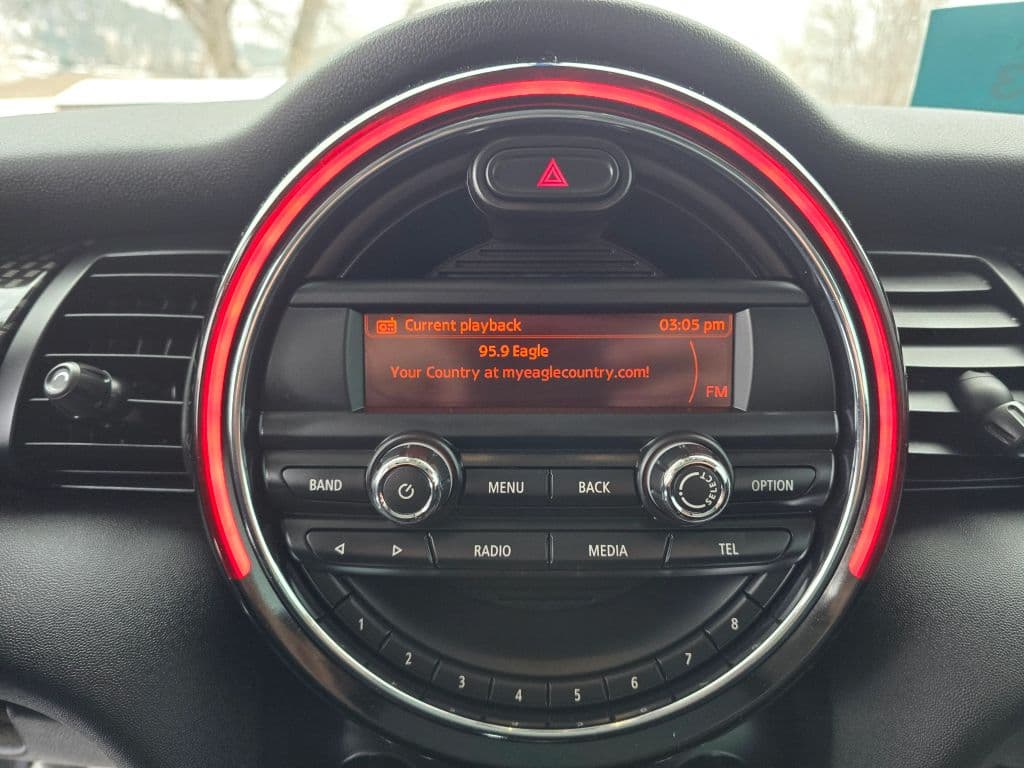 Current playback 03:05 pm
95.9 Eagle
Your Country at myeaglecountry.com!
FM
BAND MENU BACK SELECT OPTION
RADIO MEDIA TEL
1 2 3 4 5 6 7 8